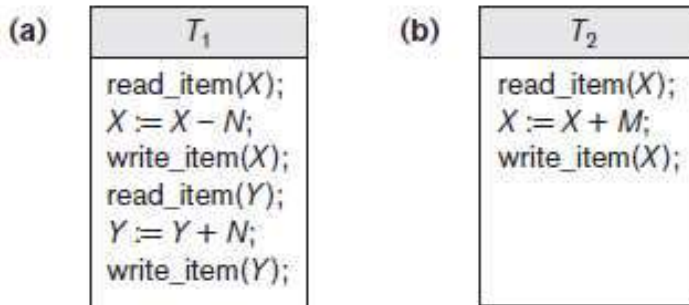 (a)
T1
read_item(X);
X := X – N;
write_item(X);
read_item(Y);
Y := Y + N;
write_item(Y);
(b)
T2
read_item(X);
X := X + M;
write_item(X);